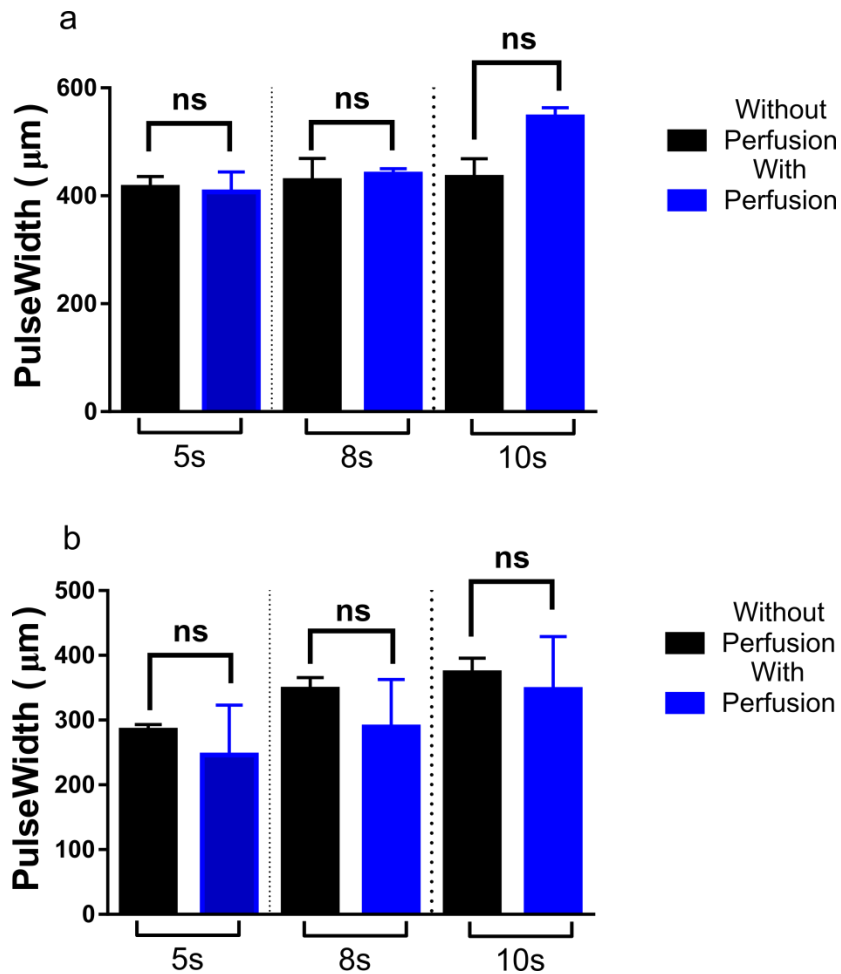 a
PulseWidth (μm)
600
400
200
0
ns
ns
ns
5s
8s
10s
Without
Perfusion
With
Perfusion
b
PulseWidth (μm)
500
400
300
200
100
0
ns
ns
ns
5s
8s
10s
Without
Perfusion
With
Perfusion